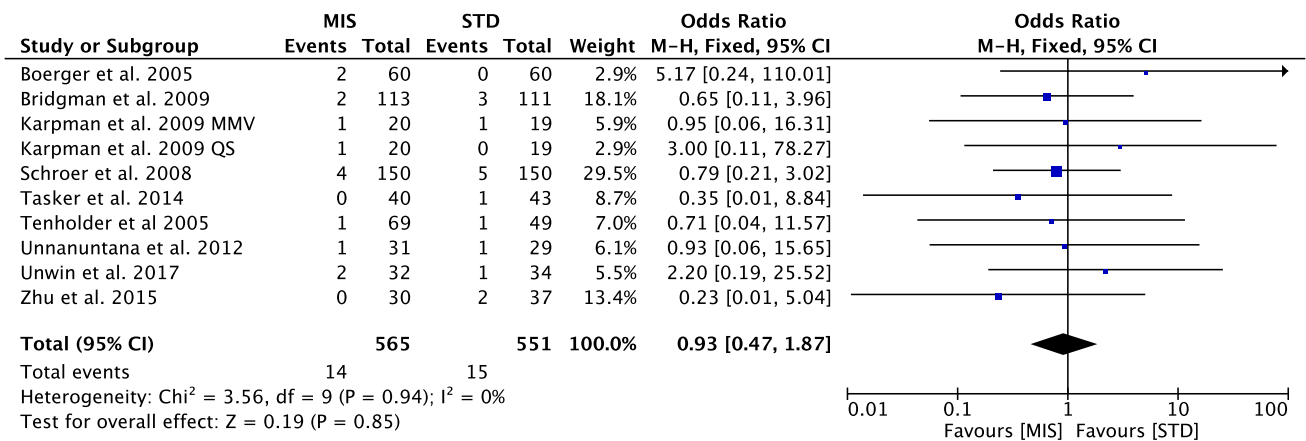 MIS STD Odds Ratio Odds Ratio
Study or Subgroup Events Total Events Total Weight M-H, Fixed, 95% CI M-H, Fixed, 95% CI
Boerger et al. 2005 2 60 0 60 2.9% 5.17 [0.24, 110.01]
Bridgman et al. 2009 2 113 3 111 18.1% 0.65 [0.11, 3.96]
Karpman et al. 2009 MMV 1 20 1 19 5.9% 0.95 [0.06, 16.31]
Karpman et al. 2009 QS 1 20 0 19 2.9% 3.00 [0.11, 78.27]
Schroer et al. 2008 4 150 5 150 29.5% 0.79 [0.21, 3.02]
Tasker et al. 2014 0 40 1 43 8.7% 0.35 [0.01, 8.84]
Tenholder et al 2005 1 69 1 49 7.0% 0.71 [0.04, 11.57]
Unnanuntana et al. 2012 1 31 1 29 6.1% 0.93 [0.06, 15.65]
Unwin et al. 2017 2 32 1 34 5.5% 2.20 [0.19, 25.52]
Zhu et al. 2015 0 30 2 37 13.4% 0.23 [0.01, 5.04]
Total (95% CI) 565 551 100.0% 0.93 [0.47, 1.87]
Total events 14 15
Heterogeneity: Chi² = 3.56, df = 9 (P = 0.94); I² = 0%
Test for overall effect: Z = 0.19 (P = 0.85)
0.01 0.1 1 10 100
Favours [MIS] Favours [STD]